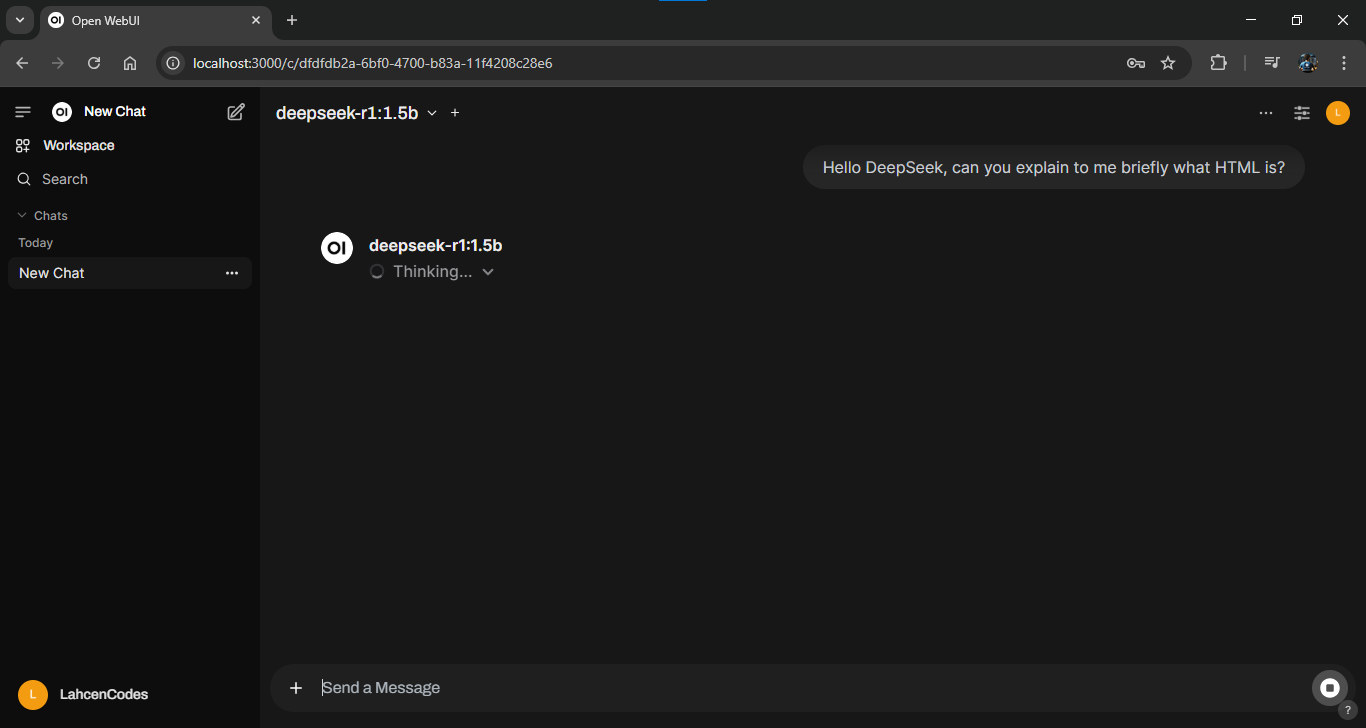 OI Open WebUI
localhost:3000/c/dfdfdb2a-6bf0-4700-b83a-11f4208c28e6
OI New Chat
Workspace
Search
Chats
Today
New Chat
LahcenCodes
L
deepseek-r1:1.5b
L
Hello DeepSeek, can you explain to me briefly what HTML is?
OI deepseek-r1:1.5b
Thinking...
Send a Message
?